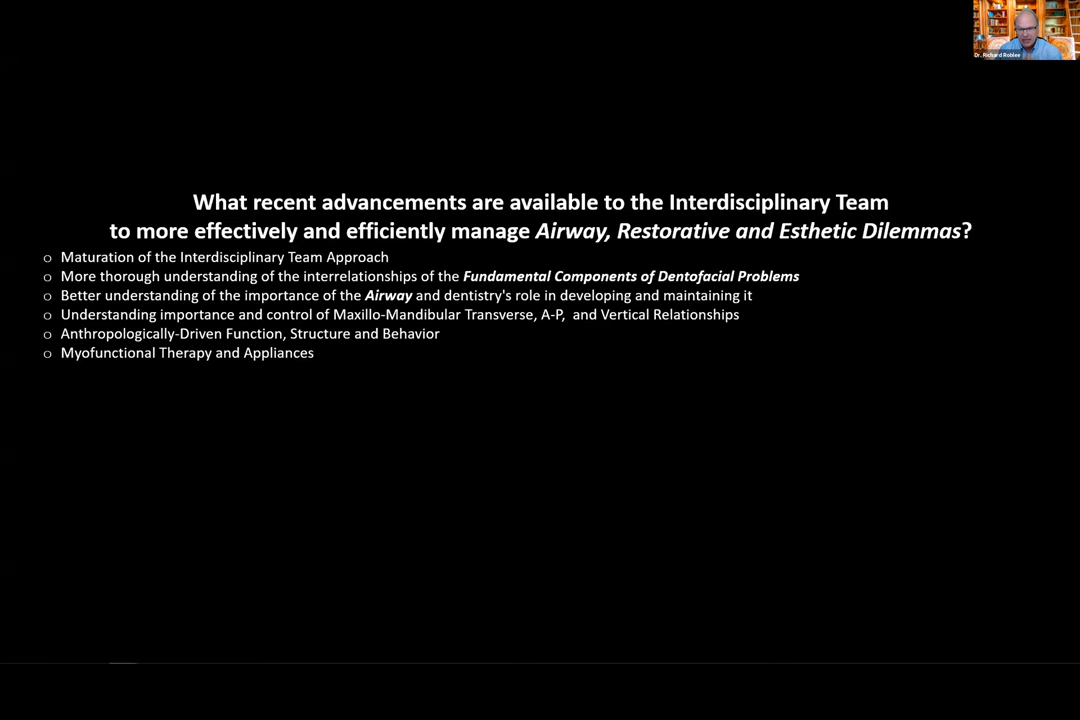 Dr. Richard Roblee
What recent advancements are available to the Interdisciplinary Team
to more effectively and efficiently manage Airway, Restorative and Esthetic Dilemmas?
o Maturation of the Interdisciplinary Team Approach
o More thorough understanding of the interrelationships of the Fundamental Components of Dentofacial Problems
o Better understanding of the importance of the Airway and dentistry's role in developing and maintaining it
o Understanding importance and control of Maxillo-Mandibular Transverse, A-P, and Vertical Relationships
o Anthropologically-Driven Function, Structure and Behavior
o Myofunctional Therapy and Appliances